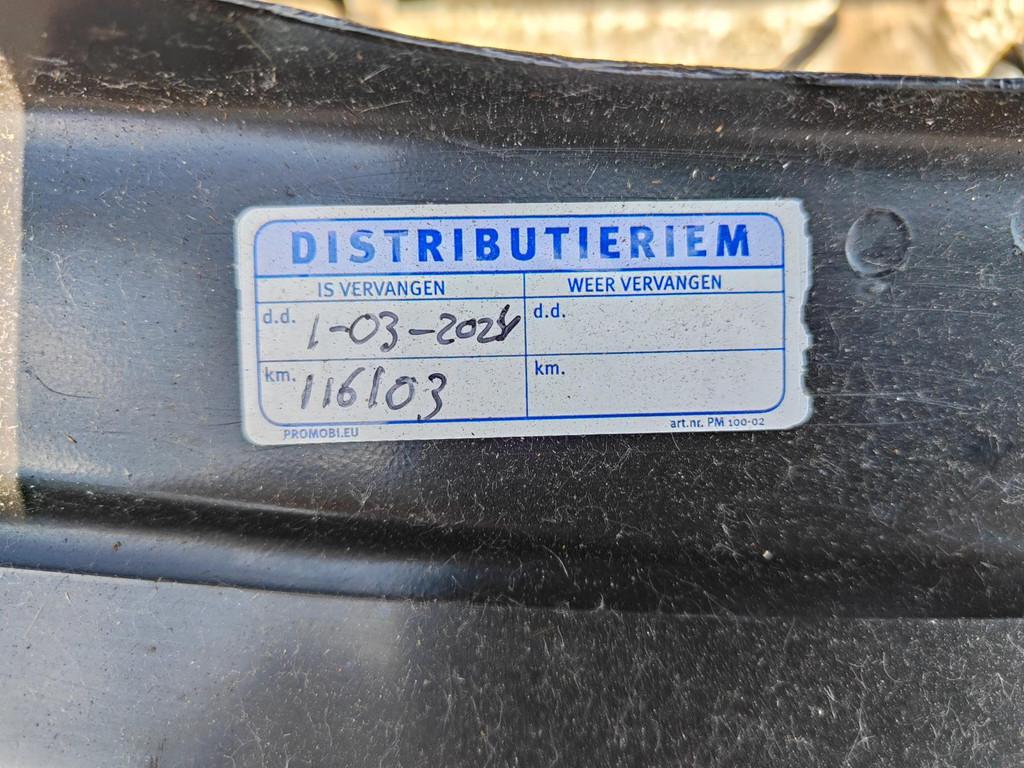 DISTRIBUTIERIEM
IS VERVANGEN WEER VERVANGEN
d.d. 1-03-2024 d.d.
km. 116103 km.
PROMOBI.EU art.nr. PM 100-02